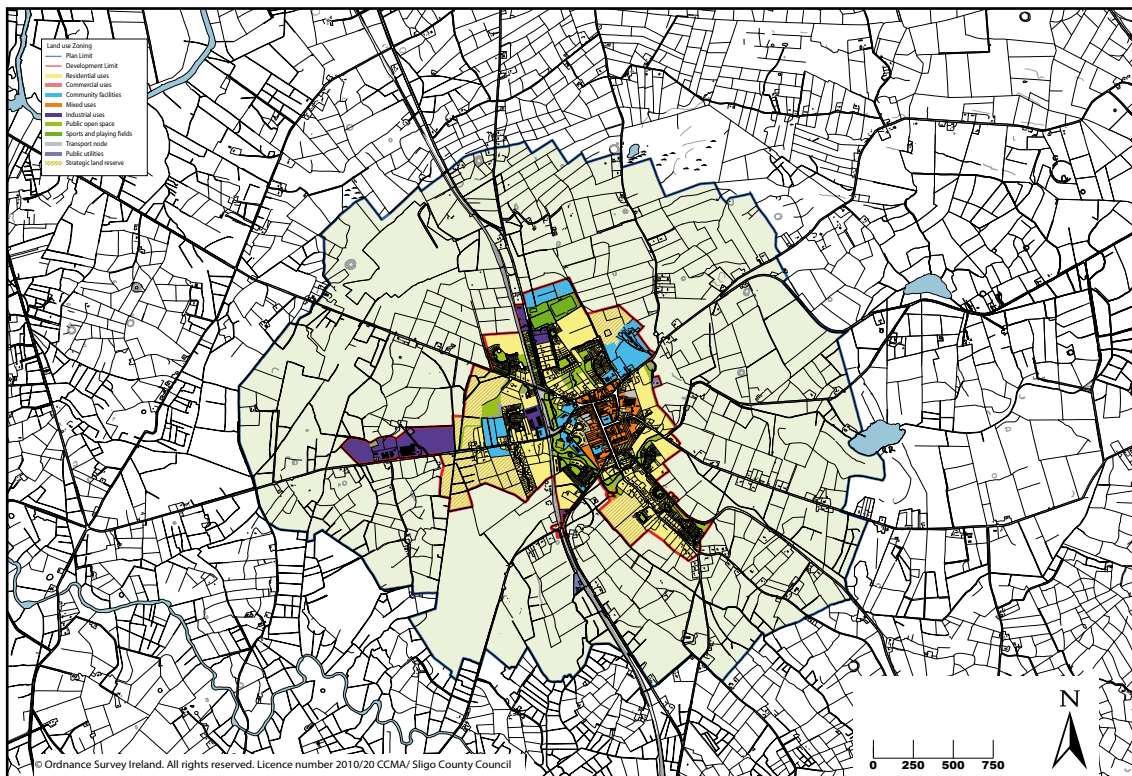 Land use Zoning
Plan Limit
Development Limit
Residential uses
Commercial uses
Community facilities
Mixed uses
Industrial uses
Public open space
Sports and playing fields
Transport node
Public utilities
Strategic land reserve
N
0 250 500 750
© Ordnance Survey Ireland. All rights reserved. Licence number 2010/20 CCMA/ Sligo County Council